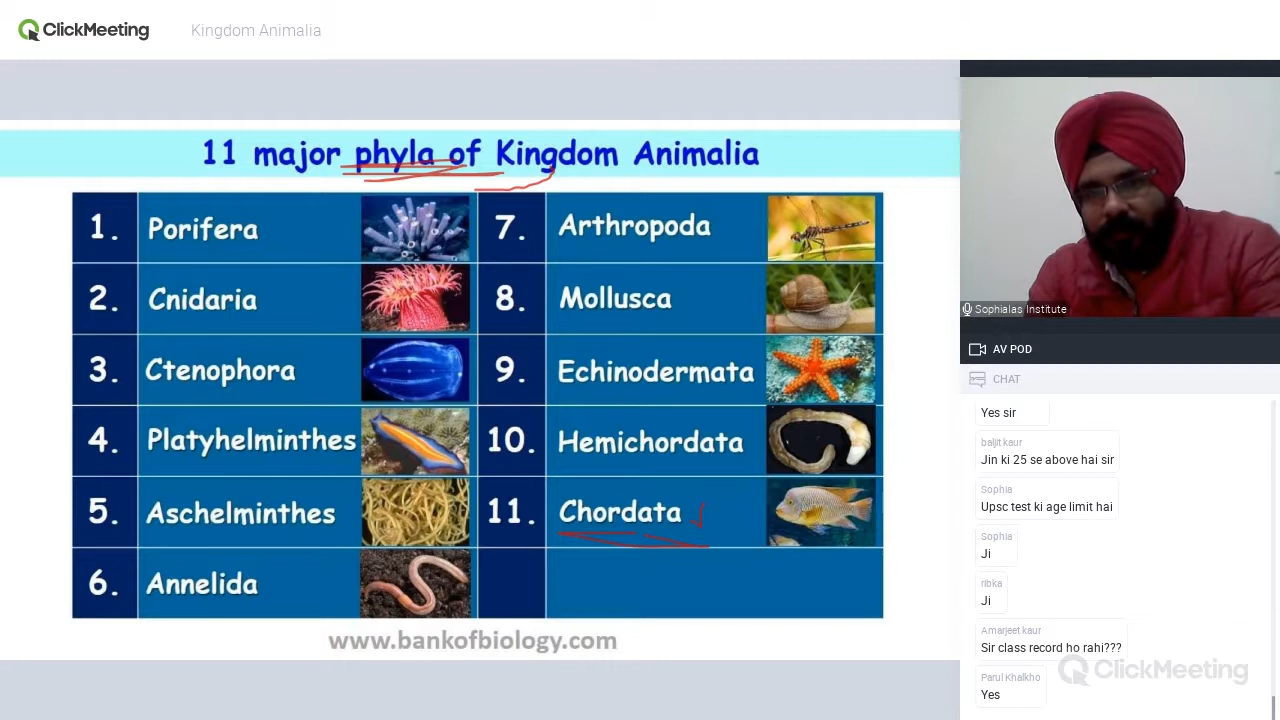 ClickMeeting
Kingdom Animalia
11 major phyla of Kingdom Animalia
1. Porifera
2. Cnidaria
3. Ctenophora
4. Platyhelminthes
5. Aschelminthes
6. Annelida
7. Arthropoda
8. Mollusca
9. Echinodermata
10. Hemichordata
11. Chordata
www.bankofbiology.com
Sophialas Institute
AV POD
CHAT
Yes sir
baljit kaur
Jin ki 25 se above hai sir
Sophia
Upsc test ki age limit hai
Sophia
Ji
ribka
Ji
Amarjeet kaur
Sir class record ho rahi???
Parul Khalkho
Yes
ClickMeeting